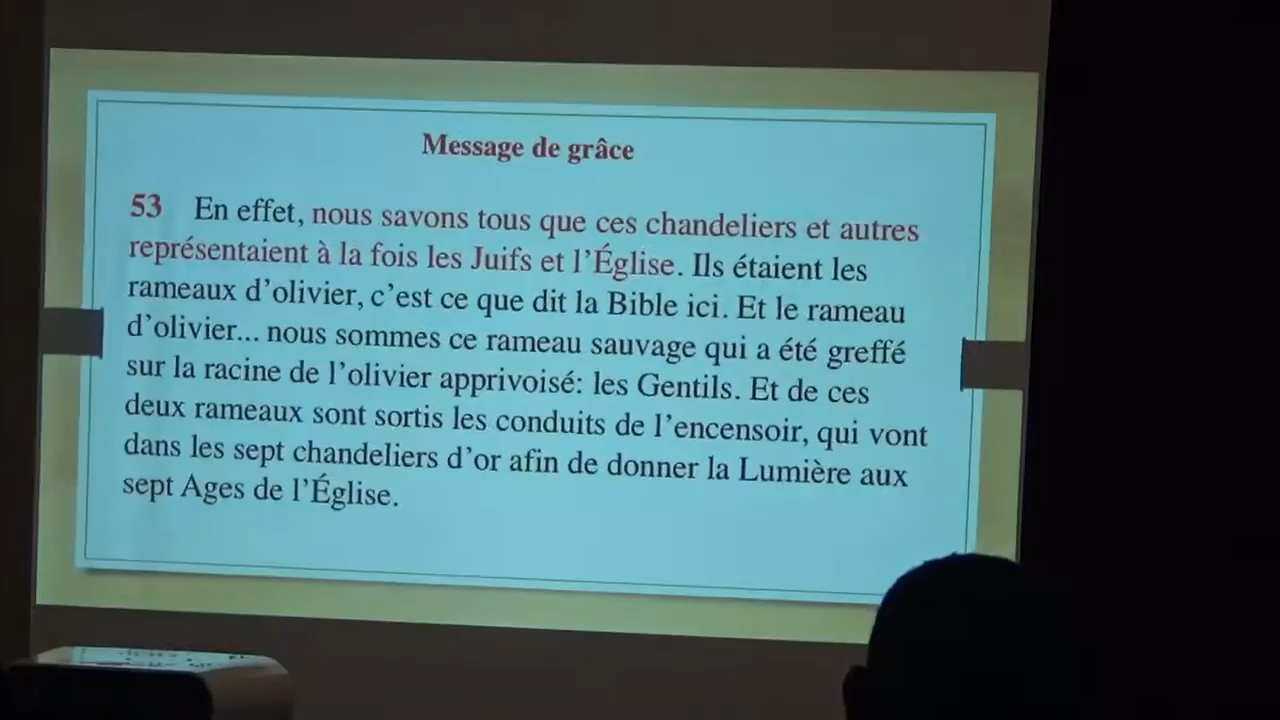 Message de grâce
53 En effet, nous savons tous que ces chandeliers et autres
représentaient à la fois les Juifs et l’Église. Ils étaient les
rameaux d’olivier, c’est ce que dit la Bible ici. Et le rameau
d’olivier... nous sommes ce rameau sauvage qui a été greffé
sur la racine de l’olivier apprivoisé: les Gentils. Et de ces
deux rameaux sont sortis les conduits de l’encensoir, qui vont
dans les sept chandeliers d’or afin de donner la Lumière aux
sept Ages de l’Église.